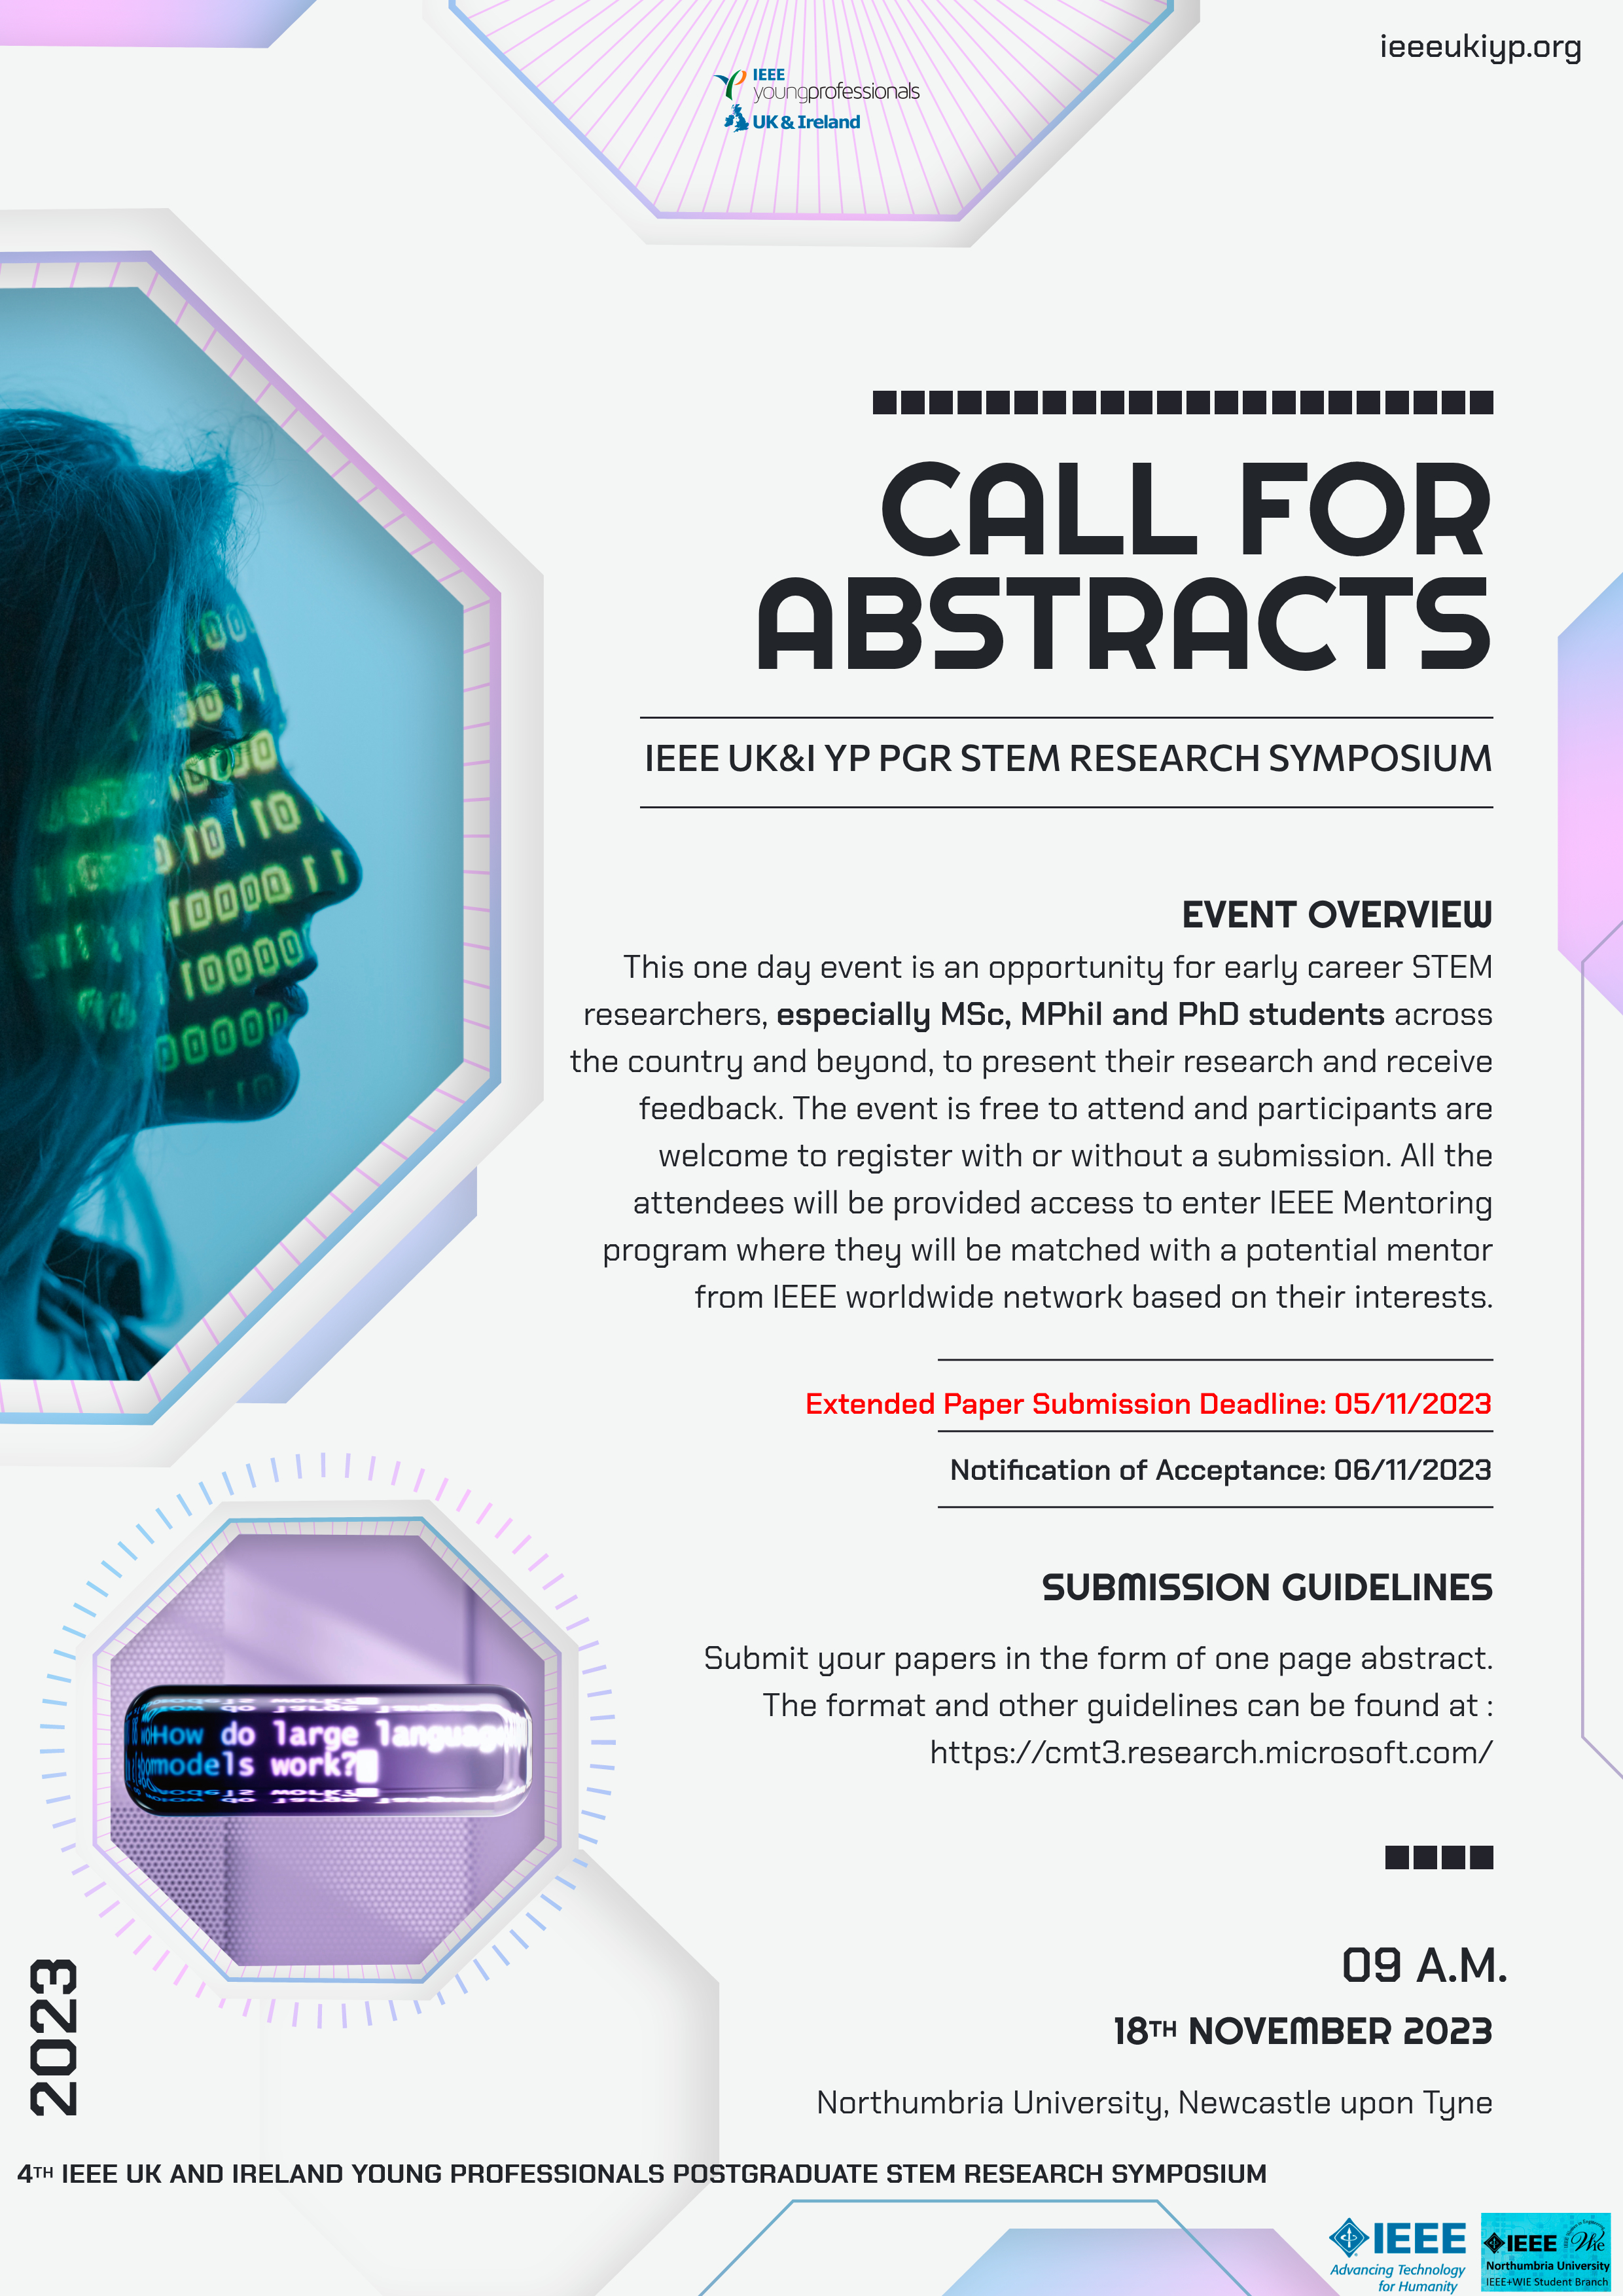 ieeeukiyp.org
IEEE
youngprofessionals
UK & Ireland
CALL FOR
ABSTRACTS
IEEE UK&I YP PGR STEM RESEARCH SYMPOSIUM
EVENT OVERVIEW
This one day event is an opportunity for early career STEM
researchers, especially MSc, MPhil and PhD students across
the country and beyond, to present their research and receive
feedback. The event is free to attend and participants are
welcome to register with or without a submission. All the
attendees will be provided access to enter IEEE Mentoring
program where they will be matched with a potential mentor
from IEEE worldwide network based on their interests.
Extended Paper Submission Deadline: 05/11/2023
Notification of Acceptance: 06/11/2023
SUBMISSION GUIDELINES
Submit your papers in the form of one page abstract.
The format and other guidelines can be found at :
https://cmt3.research.microsoft.com/
How do large
models work?
09 A.M.
18TH NOVEMBER 2023
Northumbria University, Newcastle upon Tyne
2023
4TH IEEE UK AND IRELAND YOUNG PROFESSIONALS POSTGRADUATE STEM RESEARCH SYMPOSIUM
IEEE
Advancing Technology
for Humanity
IEEE
Northumbria University
IEEE+WIE Student Branch